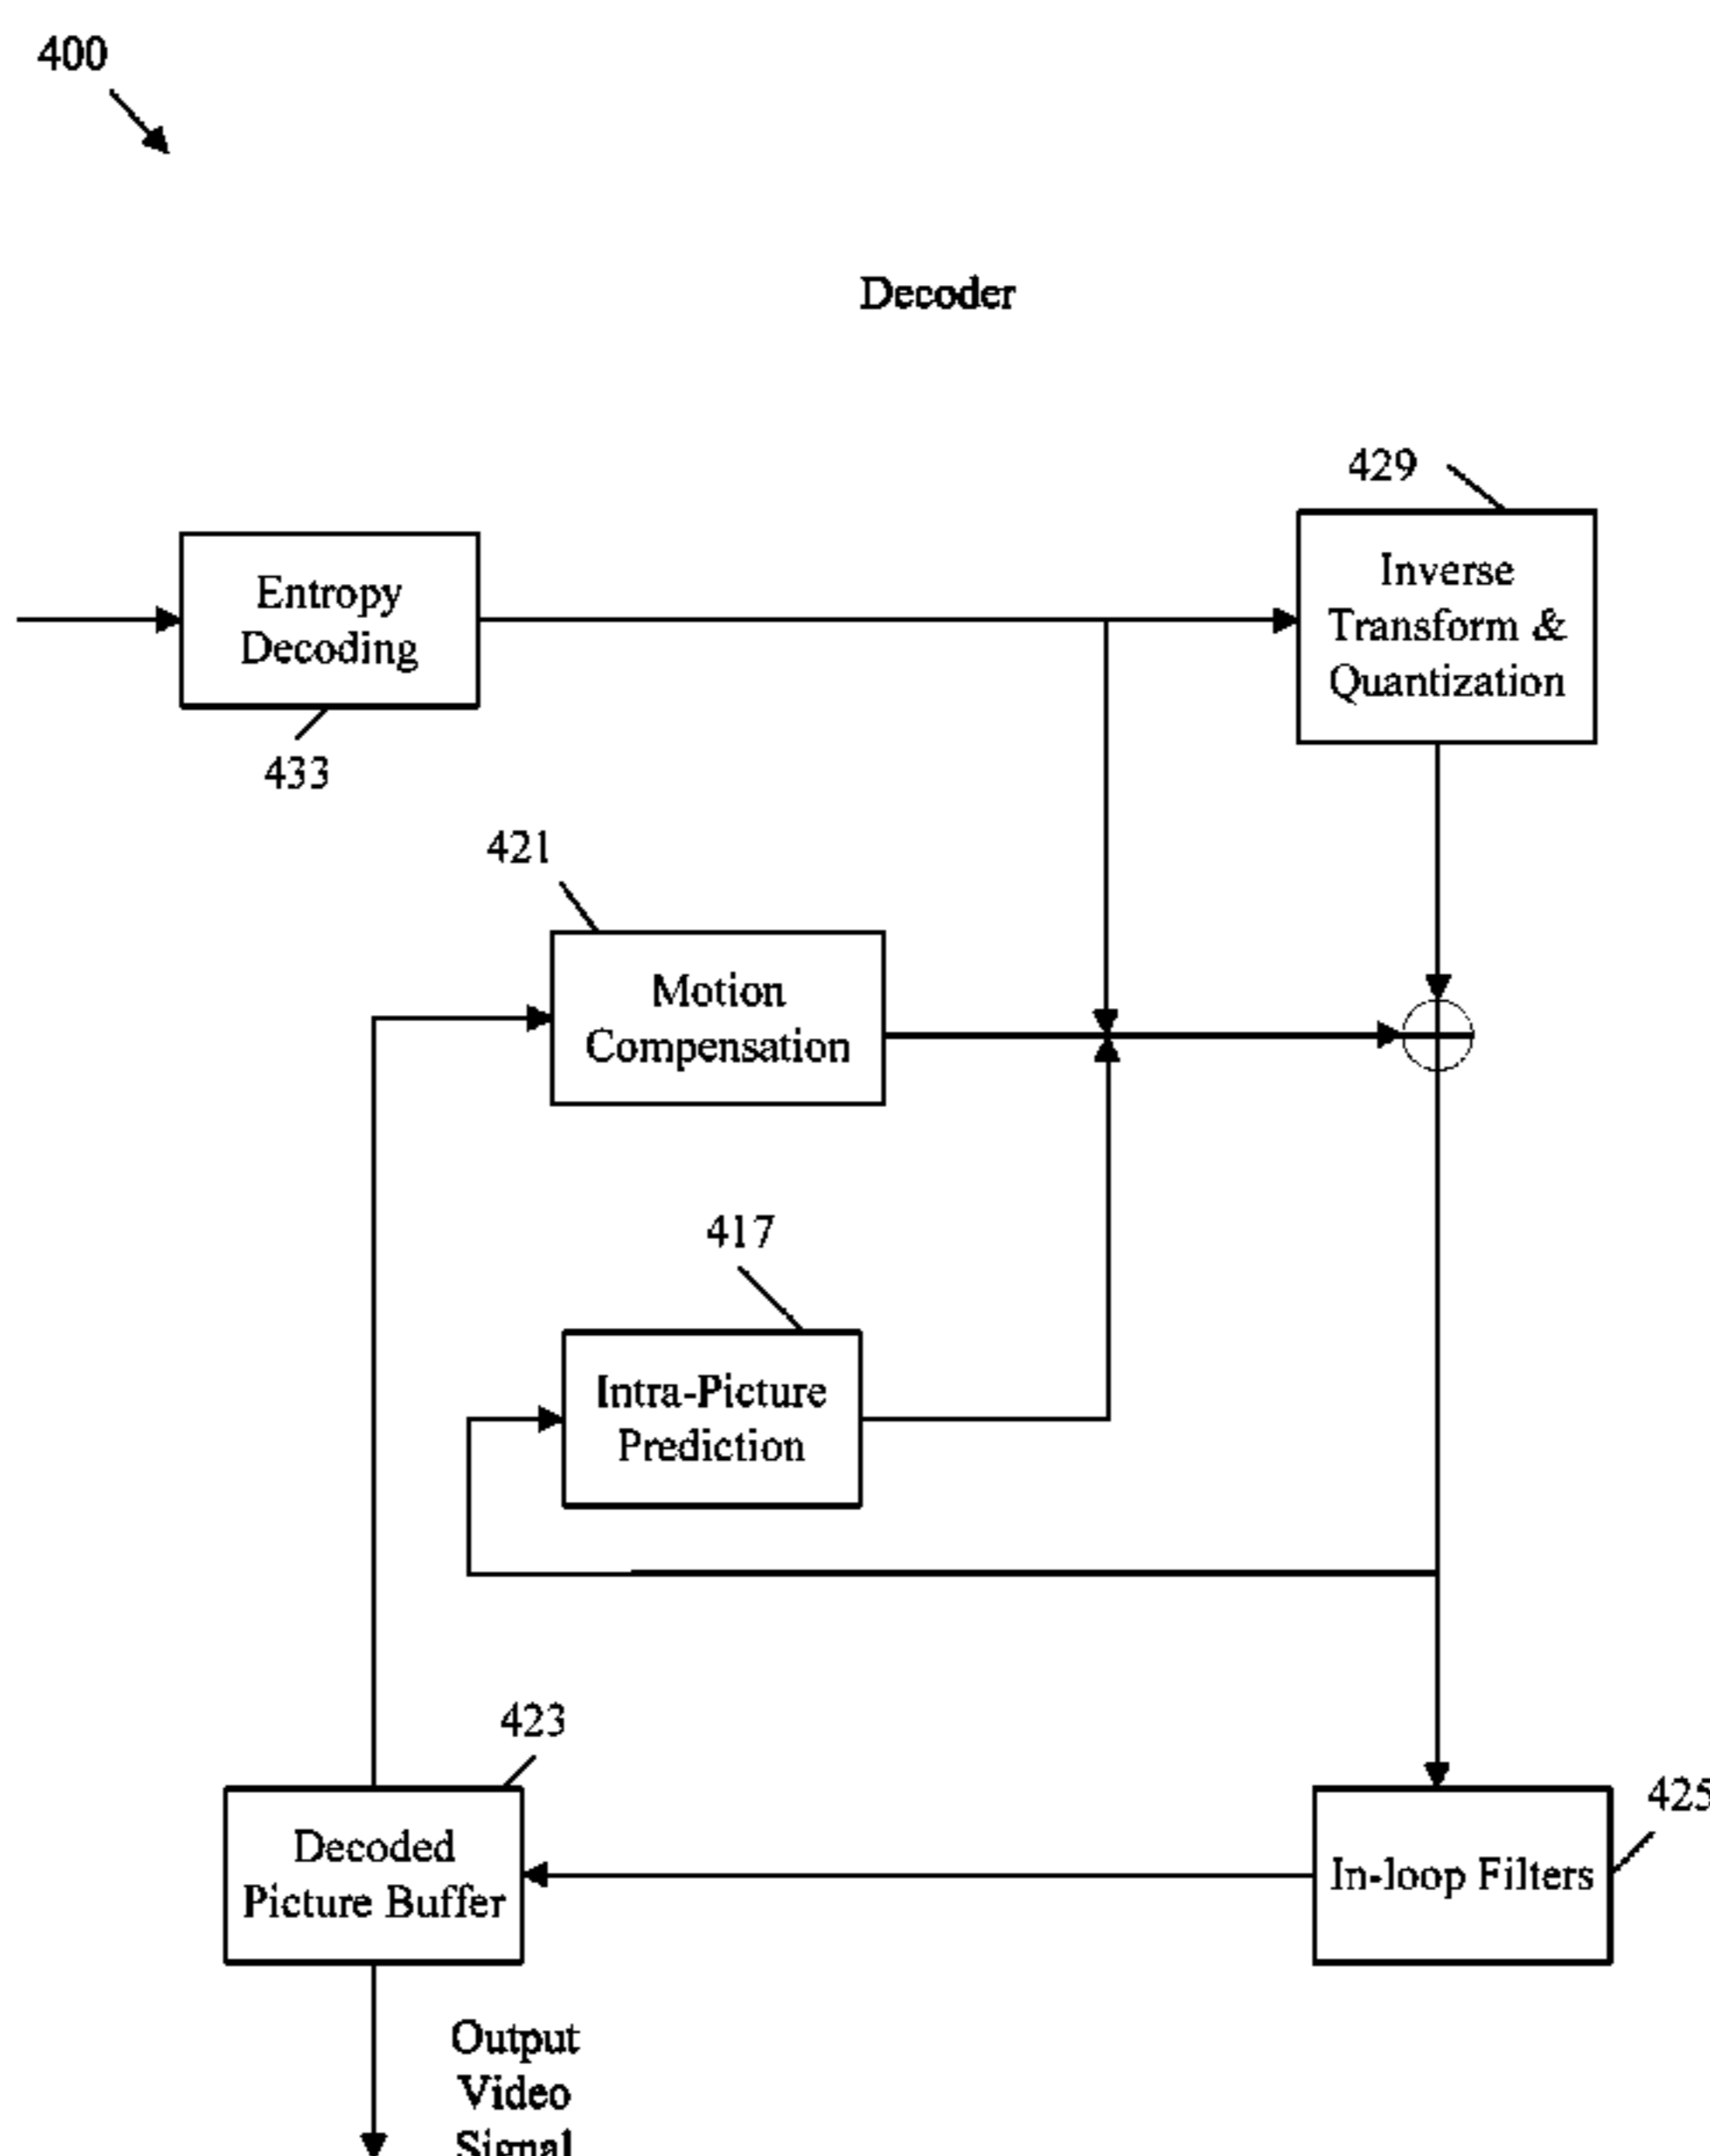 400
Decoder
429
Entropy
Decoding
Inverse
Transform &
Quantization
433
421
Motion
Compensation
417
Intra-Picture
Prediction
423
425
Decoded
Picture Buffer
In-loop Filters
Output
Video
Signal